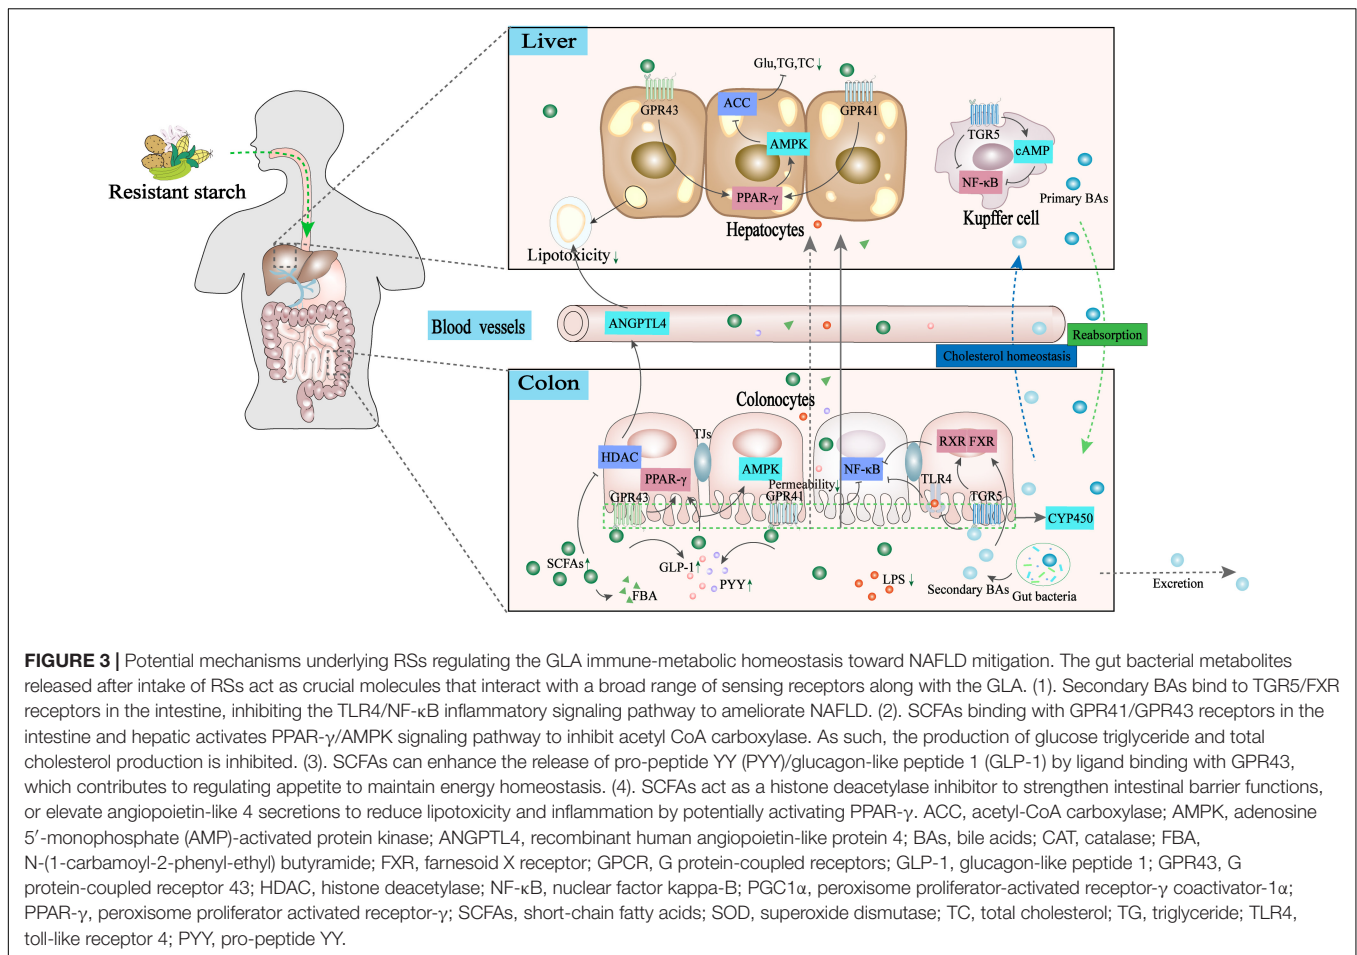 Liver
Glu,TG,TC↓
GPR43
ACC
GPR41
AMPK
PPAR-γ
Hepatocytes
Lipotoxicity↓
TGR5
cAMP
NF-κB
Kupffer cell
Primary BAs
Resistant starch
Blood vessels
ANGPTL4
Cholesterol homeostasis
Reabsorption
Colon
Colonocytes
HDAC
PPAR-γ
GPR43
TJs
AMPK
Permeability↓
GPR41
NF-κB
TLR4
RXR FXR
TGR5
CYP450
SCFAs↑
FBA
GLP-1↑
PYY↑
LPS↓
Secondary BAs
Gut bacteria
Excretion
FIGURE 3 | Potential mechanisms underlying RSs regulating the GLA immune-metabolic homeostasis toward NAFLD mitigation. The gut bacterial metabolites
released after intake of RSs act as crucial molecules that interact with a broad range of sensing receptors along with the GLA. (1). Secondary BAs bind to TGR5/FXR
receptors in the intestine, inhibiting the TLR4/NF-κB inflammatory signaling pathway to ameliorate NAFLD. (2). SCFAs binding with GPR41/GPR43 receptors in the
intestine and hepatic activates PPAR-γ/AMPK signaling pathway to inhibit acetyl CoA carboxylase. As such, the production of glucose triglyceride and total
cholesterol production is inhibited. (3). SCFAs can enhance the release of pro-peptide YY (PYY)/glucagon-like peptide 1 (GLP-1) by ligand binding with GPR43,
which contributes to regulating appetite to maintain energy homeostasis. (4). SCFAs act as a histone deacetylase inhibitor to strengthen intestinal barrier functions,
or elevate angiopoietin-like 4 secretions to reduce lipotoxicity and inflammation by potentially activating PPAR-γ. ACC, acetyl-CoA carboxylase; AMPK, adenosine
5′-monophosphate (AMP)-activated protein kinase; ANGPTL4, recombinant human angiopoietin-like protein 4; BAs, bile acids; CAT, catalase; FBA,
N-(1-carbamoyl-2-phenyl-ethyl) butyramide; FXR, farnesoid X receptor; GPCR, G protein-coupled receptors; GLP-1, glucagon-like peptide 1; GPR43, G
protein-coupled receptor 43; HDAC, histone deacetylase; NF-κB, nuclear factor kappa-B; PGC1α, peroxisome proliferator-activated receptor-γ coactivator-1α;
PPAR-γ, peroxisome proliferator activated receptor-γ; SCFAs, short-chain fatty acids; SOD, superoxide dismutase; TC, total cholesterol; TG, triglyceride; TLR4,
toll-like receptor 4; PYY, pro-peptide YY.